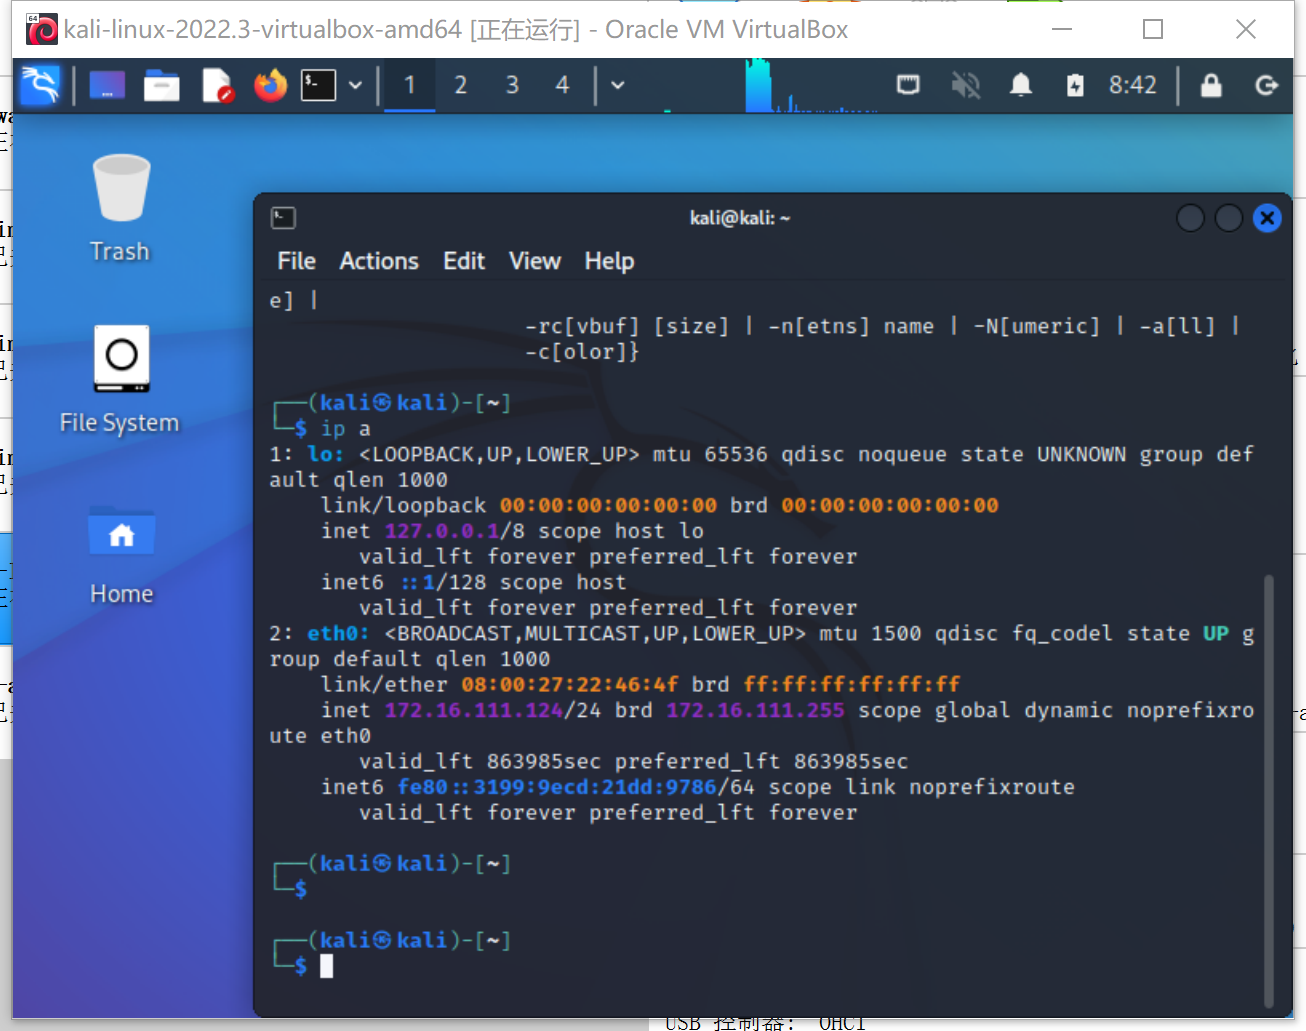 kali-linux-2022.3-virtualbox-amd64 [正在运行] - Oracle VM VirtualBox
1 2 3 4 8:42
Trash
File System
Home
kali@kali: ~
File Actions Edit View Help
e] |
-rc[vbuf] [size] | -n[etns] name | -N[umeric] | -a[ll] |
-c[olor]}
┌──(kali㉿kali)-[~]
└─$ ip a
1: lo: <LOOPBACK,UP,LOWER_UP> mtu 65536 qdisc noqueue state UNKNOWN group def
ault qlen 1000
link/loopback 00:00:00:00:00:00 brd 00:00:00:00:00:00
inet 127.0.0.1/8 scope host lo
valid_lft forever preferred_lft forever
inet6 ::1/128 scope host
valid_lft forever preferred_lft forever
2: eth0: <BROADCAST,MULTICAST,UP,LOWER_UP> mtu 1500 qdisc fq_codel state UP g
roup default qlen 1000
link/ether 08:00:27:22:46:4f brd ff:ff:ff:ff:ff:ff
inet 172.16.111.124/24 brd 172.16.111.255 scope global dynamic noprefixro
ute eth0
valid_lft 863985sec preferred_lft 863985sec
inet6 fe80::3199:9ecd:21dd:9786/64 scope link noprefixroute
valid_lft forever preferred_lft forever
┌──(kali㉿kali)-[~]
└─$
┌──(kali㉿kali)-[~]
└─$
USB 控制器: OHCI